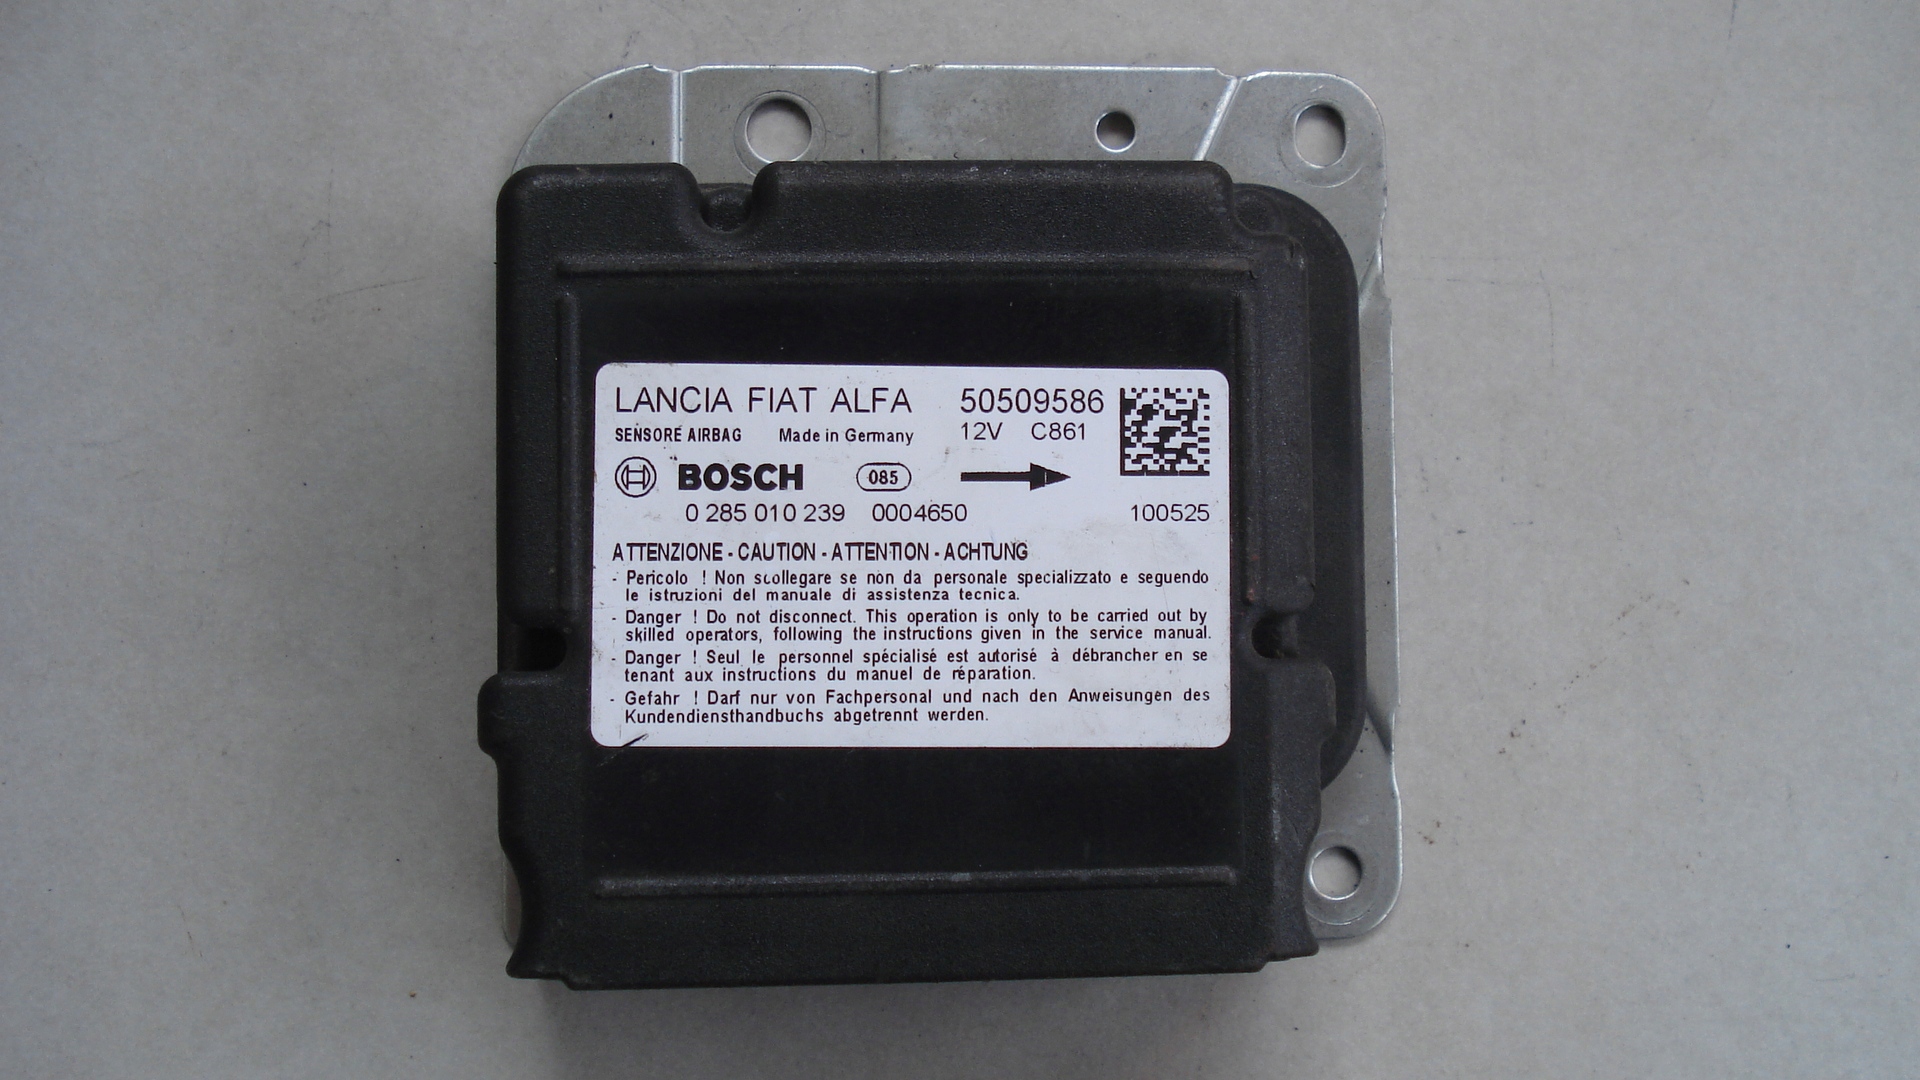 LANCIA FIAT ALFA 50509586
SENSORE AIRBAG Made in Germany 12V C861
BOSCH 085
0 285 010 239 0004650 100525
ATTENZIONE - CAUTION - ATTENTION - ACHTUNG
- Pericolo ! Non scollegare se non da personale specializzato e seguendo
le istruzioni del manuale di assistenza tecnica.
- Danger ! Do not disconnect. This operation is only to be carried out by
skilled operators, following the instructions given in the service manual.
- Danger ! Seul le personnel spécialisé est autorisé à débrancher en se
tenant aux instructions du manuel de réparation.
- Gefahr ! Darf nur von Fachpersonal und nach den Anweisungen des
Kundendiensthandbuchs abgetrennt werden.